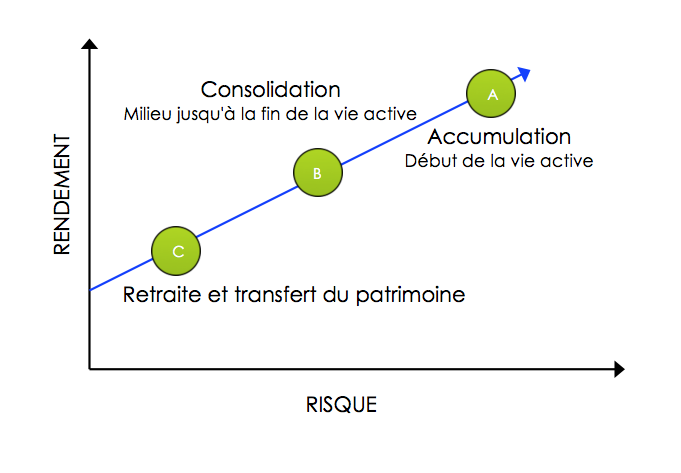 Consolidation
Milieu jusqu'à la fin de la vie active
A
Accumulation
Début de la vie active
B
C
Retraite et transfert du patrimoine
RENDEMENT
RISQUE